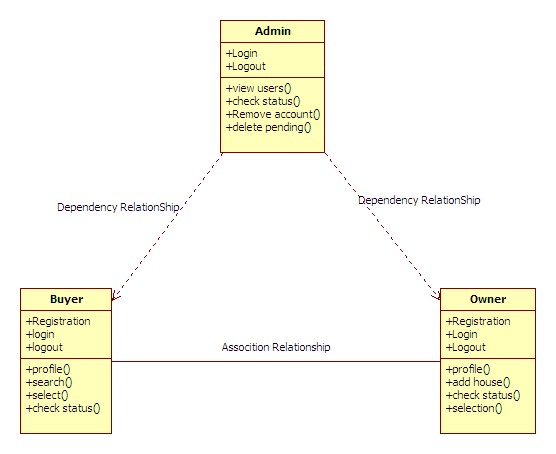 Admin
+Login
+Logout
+view users()
+check status()
+Remove account()
+delete pending()
Dependency RelationShip
Dependency RelationShip
Buyer
+Registration
+login
+logout
+profile()
+search()
+select()
+check status()
Assocition Relationship
Owner
+Registration
+Login
+Logout
+profile()
+add house()
+check status()
+selection()